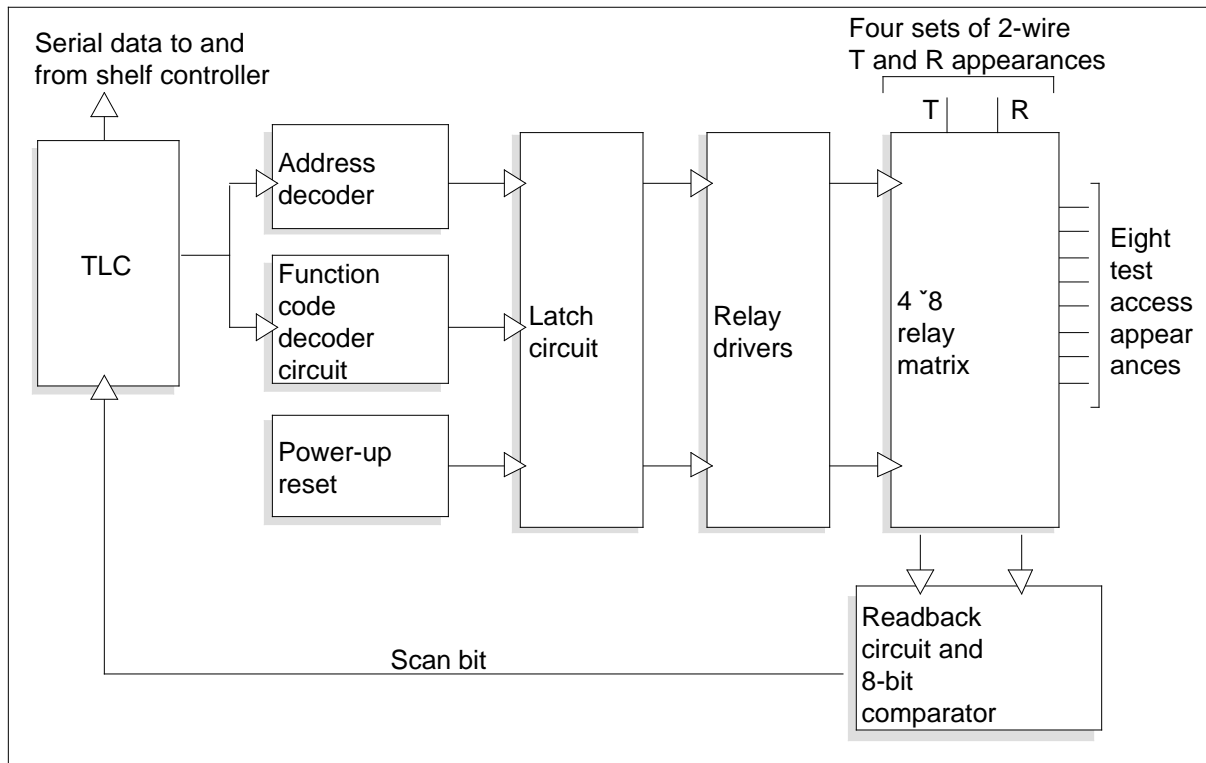 Serial data to and
from shelf controller
Four sets of 2-wire
T and R appearances
T
R
TLC
Address
decoder
Function
code
decoder
circuit
Power-up
reset
Latch
circuit
Relay
drivers
4 ˇ8
relay
matrix
Eight
test
access
appear
ances
Readback
circuit and
8-bit
comparator
Scan bit